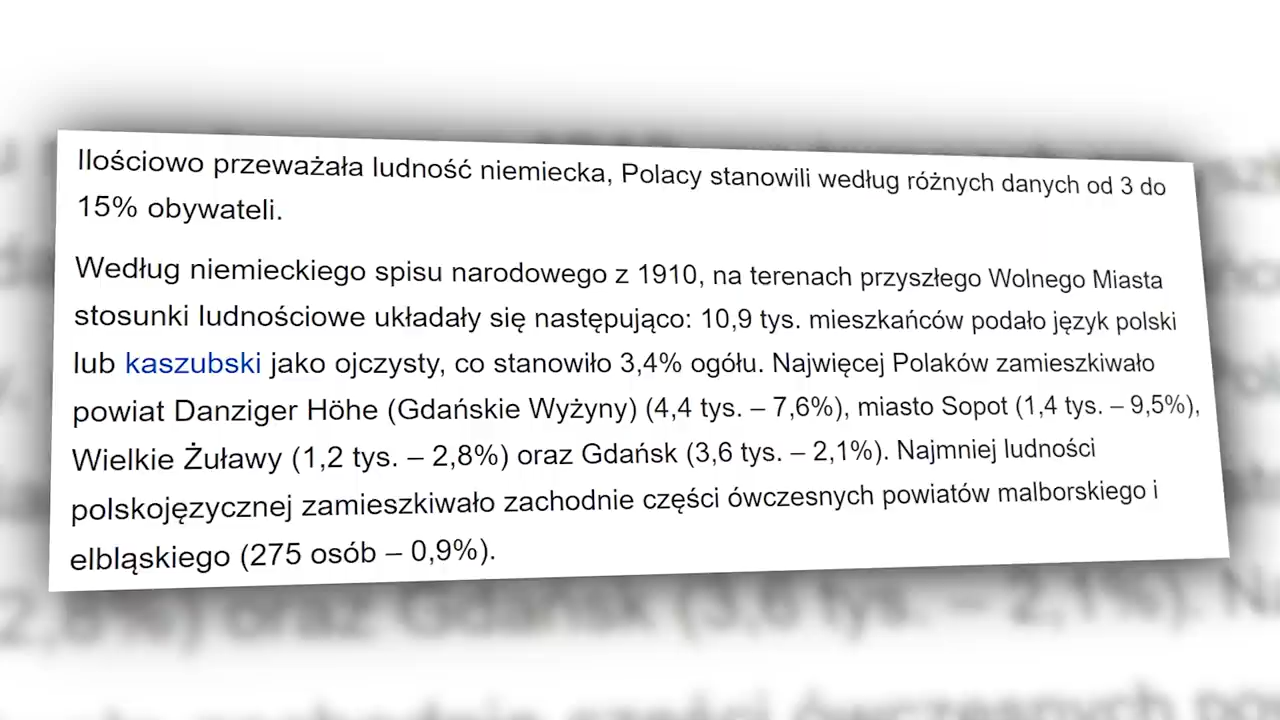 Ilościowo przeważała ludność niemiecka, Polacy stanowili według różnych danych od 3 do
15% obywateli.
Według niemieckiego spisu narodowego z 1910, na terenach przyszłego Wolnego Miasta
stosunki ludnościowe układały się następująco: 10,9 tys. mieszkańców podało język polski
lub kaszubski jako ojczysty, co stanowiło 3,4% ogółu. Najwięcej Polaków zamieszkiwało
powiat Danziger Höhe (Gdańskie Wyżyny) (4,4 tys. – 7,6%), miasto Sopot (1,4 tys. – 9,5%),
Wielkie Żuławy (1,2 tys. – 2,8%) oraz Gdańsk (3,6 tys. – 2,1%). Najmniej ludności
polskojęzycznej zamieszkiwało zachodnie części ówczesnych powiatów malborskiego i
elbląskiego (275 osób – 0,9%).